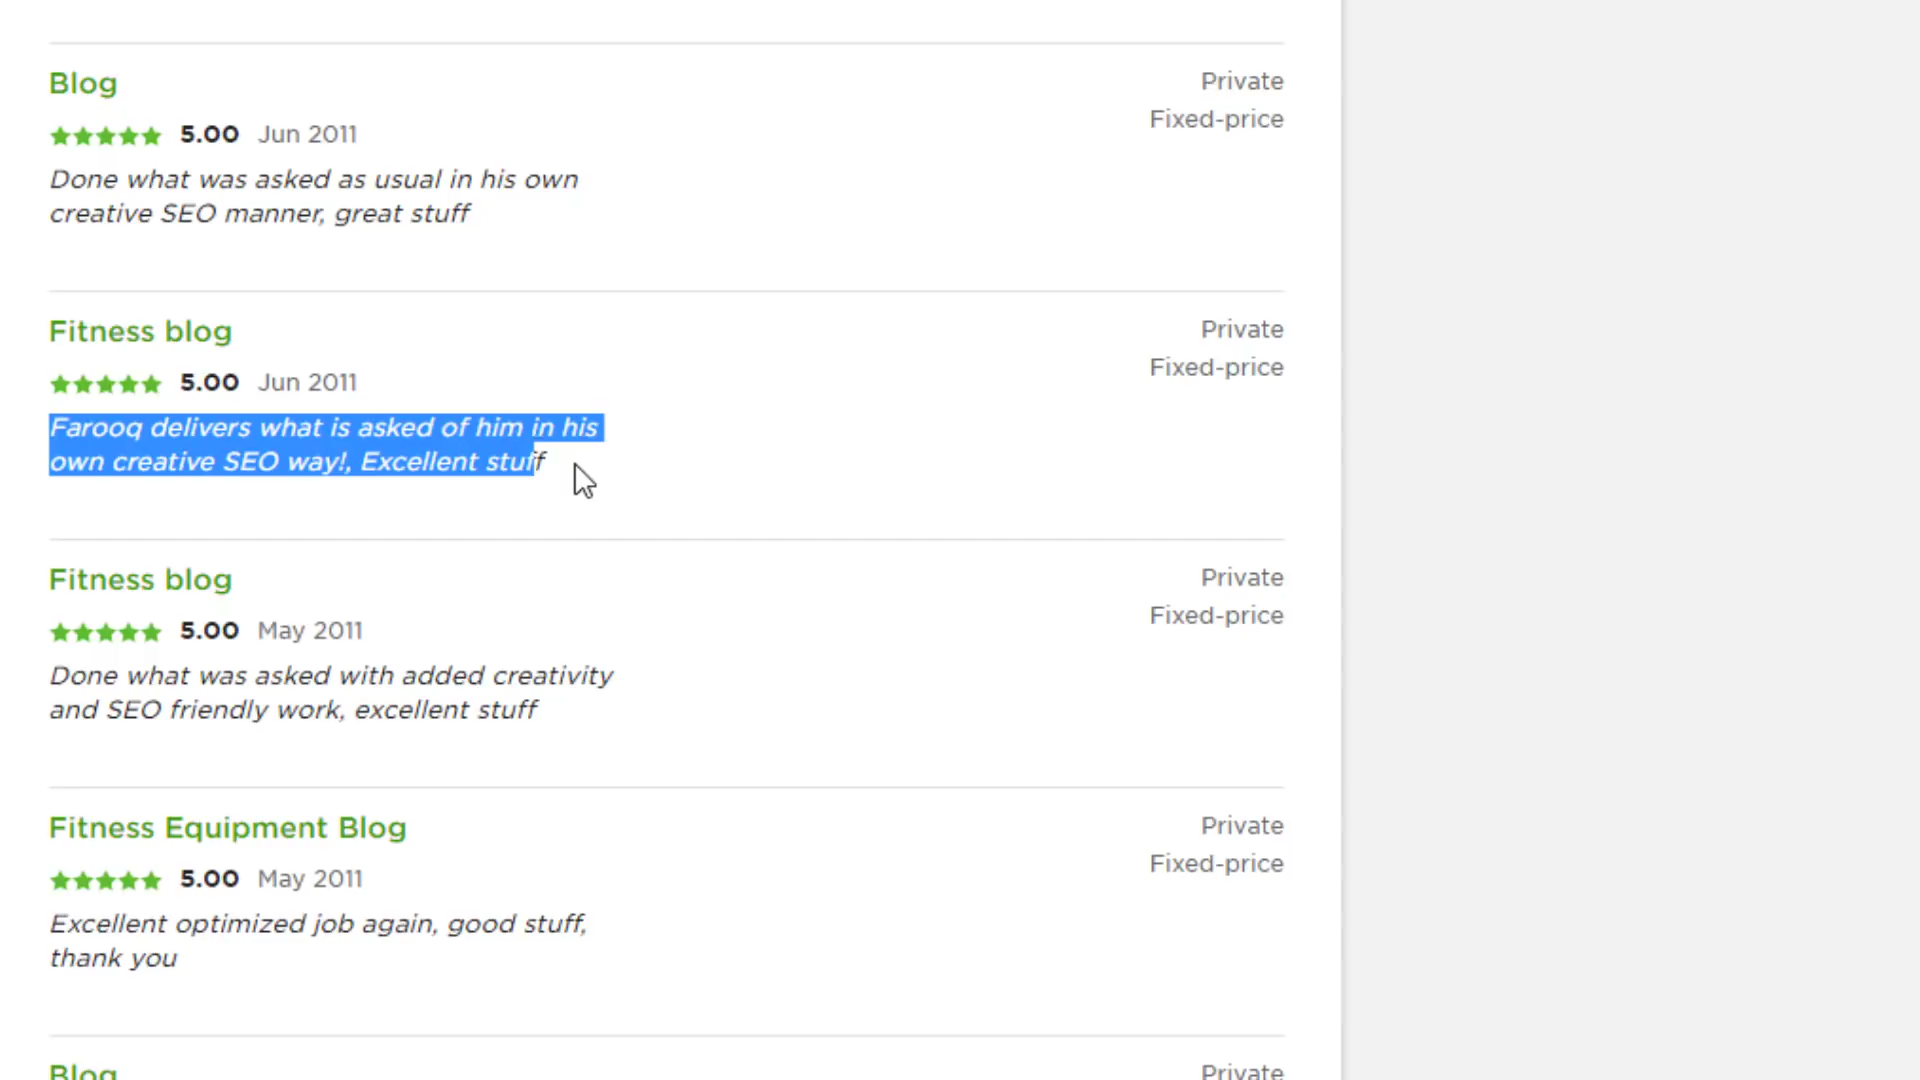 Blog
Private
★★★★★ 5.00 Jun 2011
Fixed-price
Done what was asked as usual in his own
creative SEO manner, great stuff
Fitness blog
Private
★★★★★ 5.00 Jun 2011
Fixed-price
Farooq delivers what is asked of him in his
own creative SEO way!, Excellent stuff
Fitness blog
Private
★★★★★ 5.00 May 2011
Fixed-price
Done what was asked with added creativity
and SEO friendly work, excellent stuff
Fitness Equipment Blog
Private
★★★★★ 5.00 May 2011
Fixed-price
Excellent optimized job again, good stuff,
thank you
Blog
Private